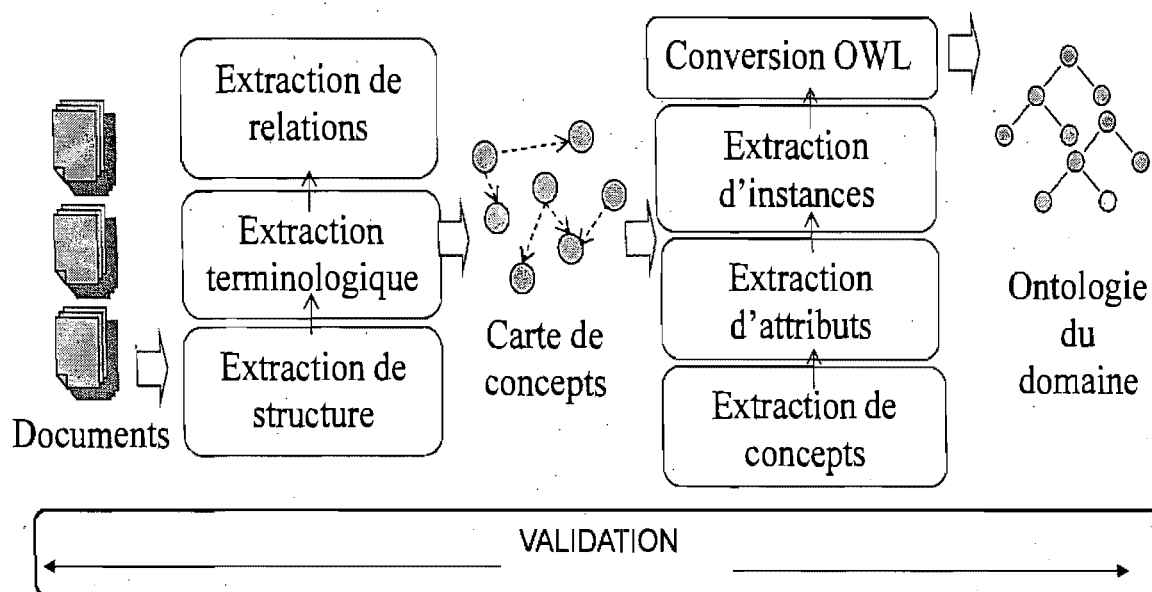 Extraction de
relations
Extraction
terminologique
Extraction de
structure
Documents
Carte de
concepts
Conversion OWL
Extraction
d'instances
Extraction
d'attributs
Extraction de
concepts
Ontologie
du
domaine
VALIDATION